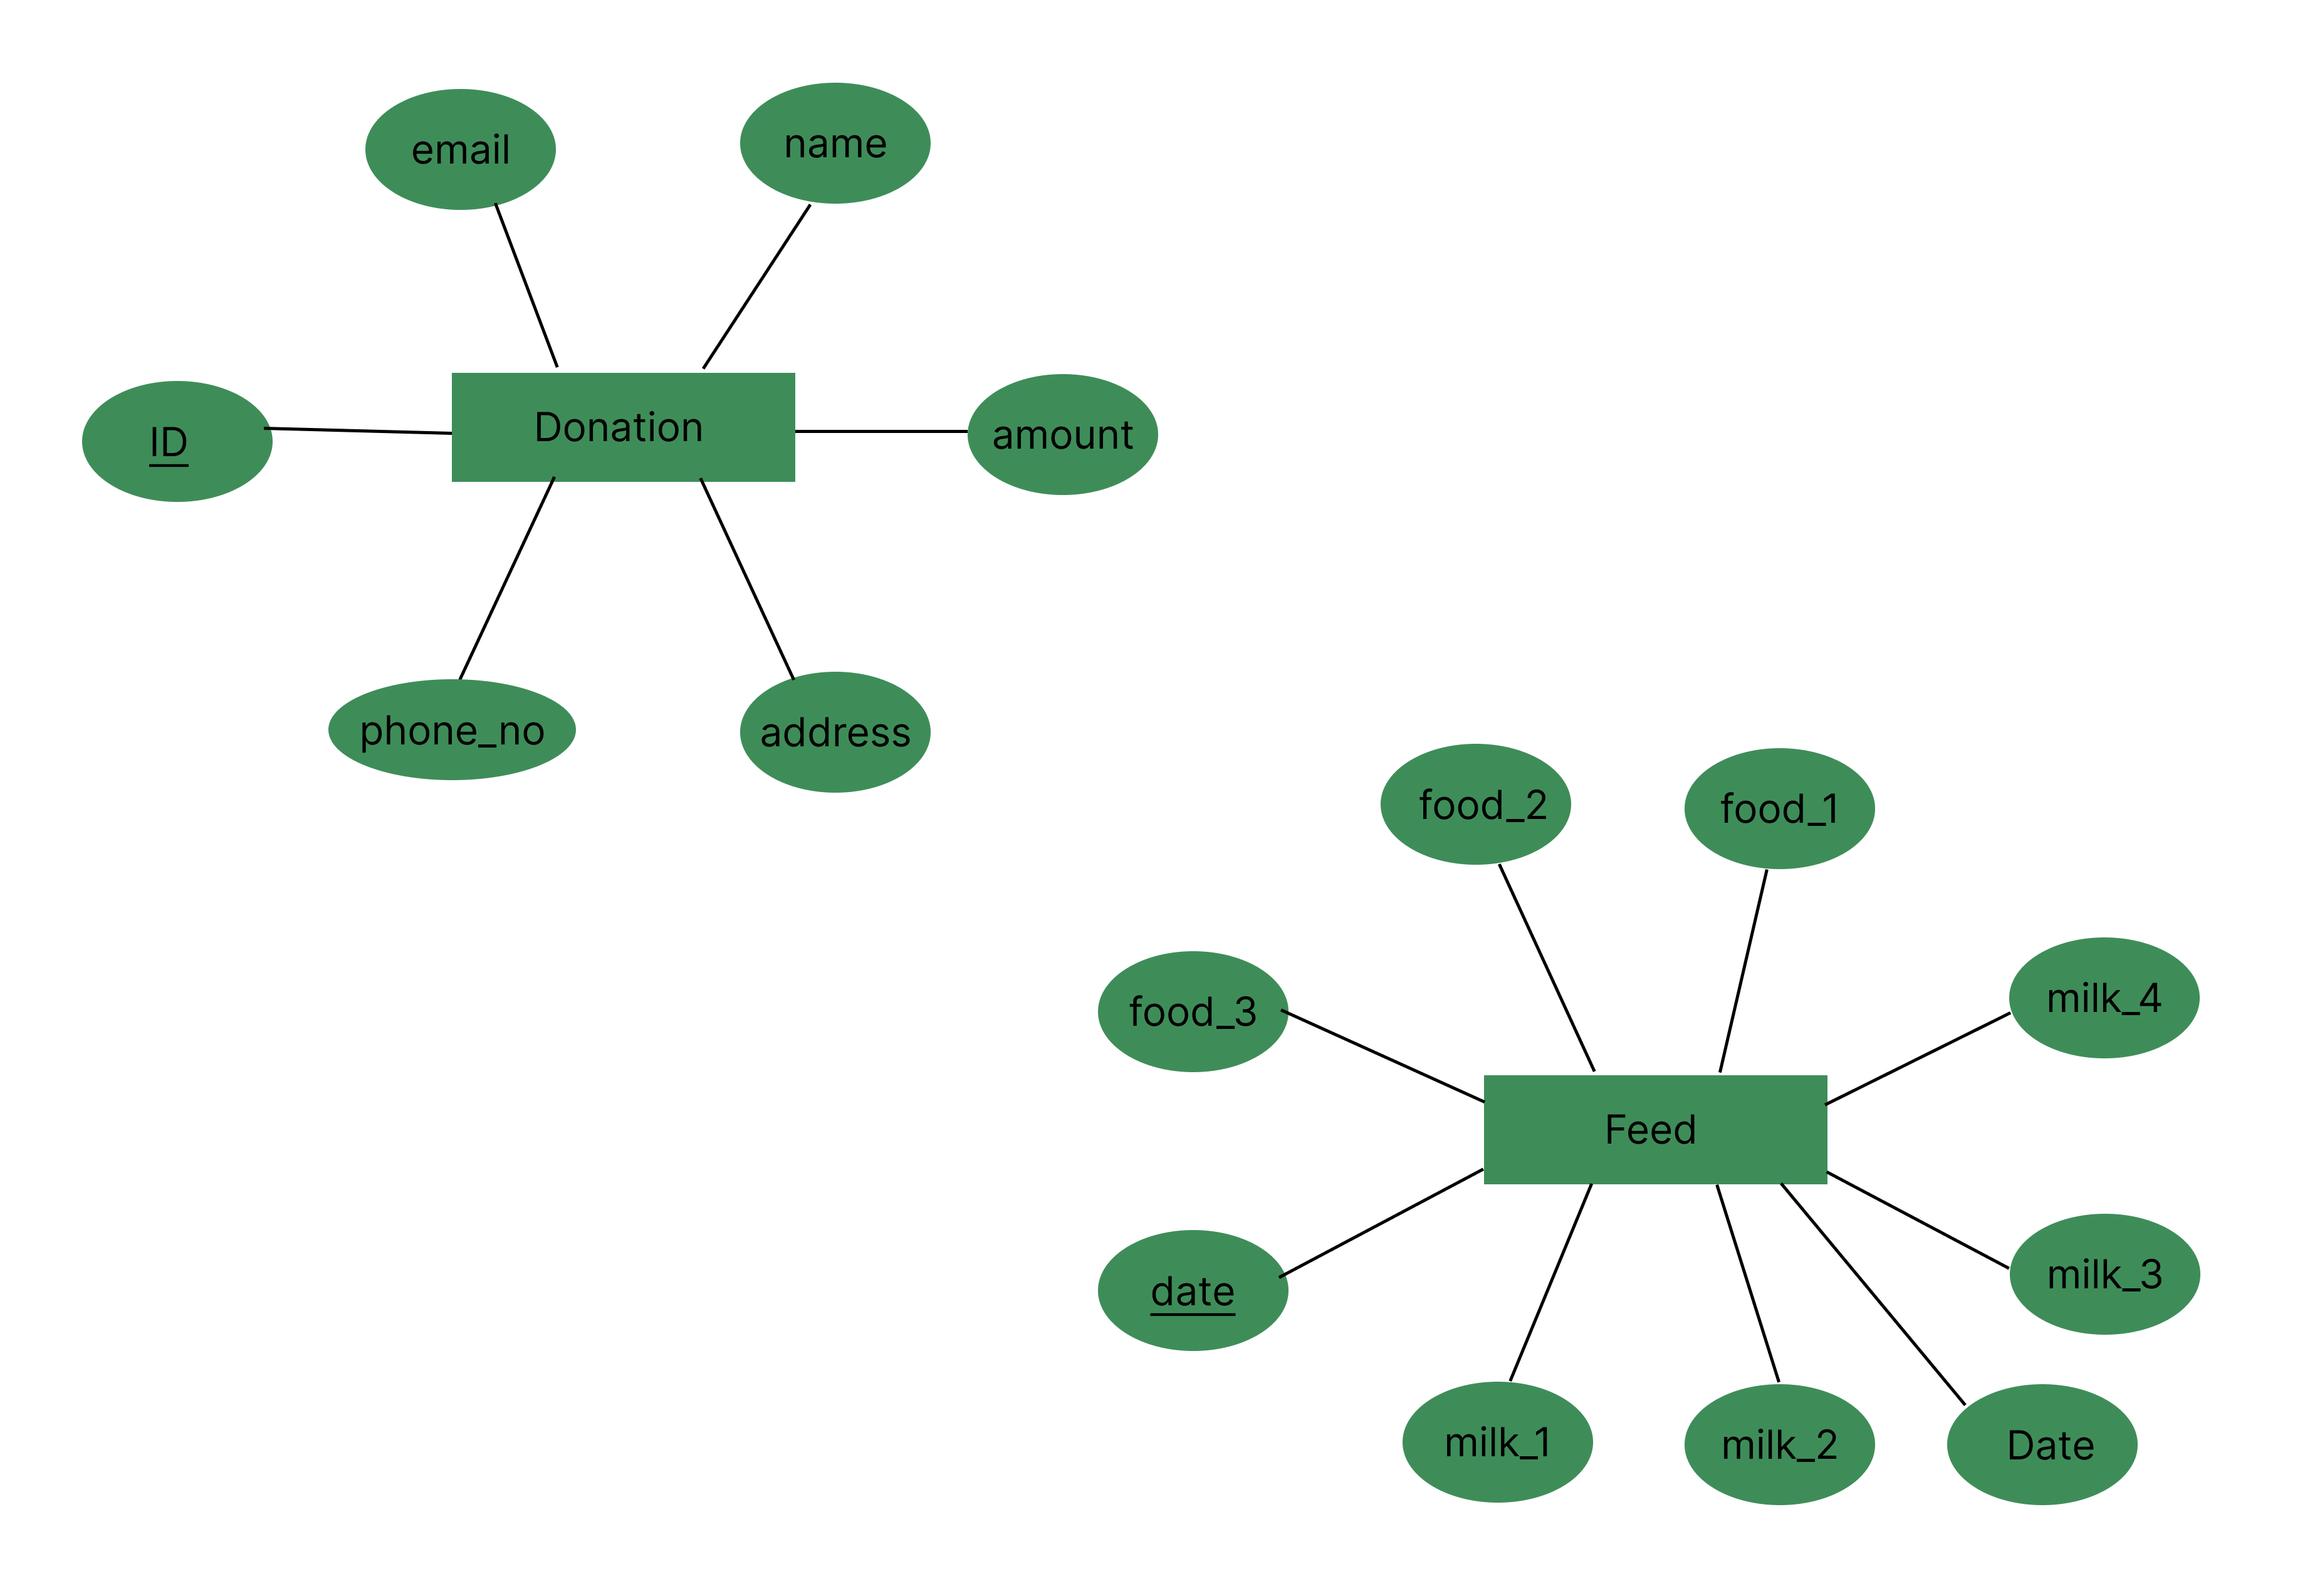 email
name
ID
Donation
amount
phone_no
address
food_2
food_1
food_3
milk_4
Feed
date
milk_3
milk_1
milk_2
Date